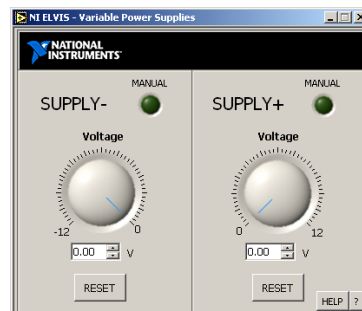 NI ELVIS - Variable Power Supplies
NATIONAL
INSTRUMENTS
MANUAL
SUPPLY-
Voltage
-12
0
0.00
V
RESET
MANUAL
SUPPLY+
Voltage
0
12
0.00
V
RESET
HELP
?